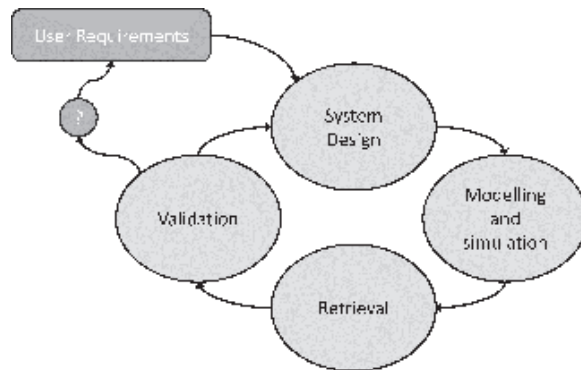 User Requirements
?
System
Design
Modelling
and
simulation
Validation
Retrieval